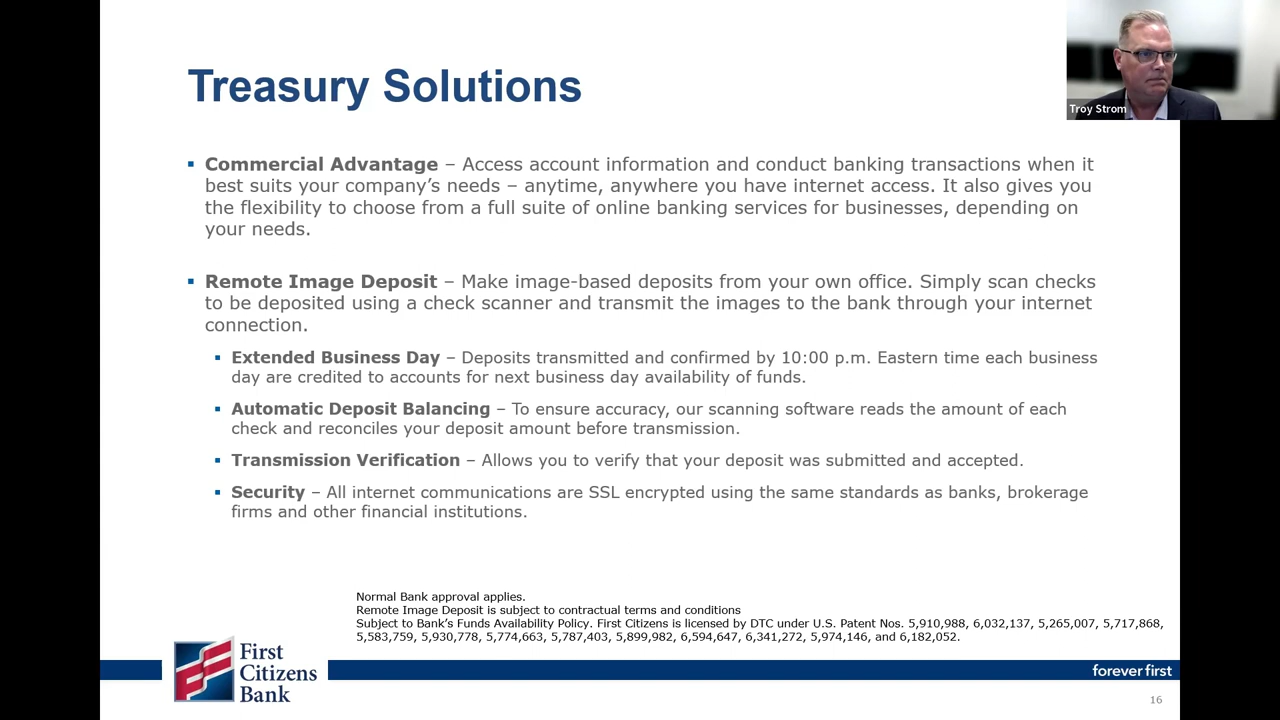 Treasury Solutions
Troy Strom
▪ Commercial Advantage – Access account information and conduct banking transactions when it
best suits your company’s needs – anytime, anywhere you have internet access. It also gives you
the flexibility to choose from a full suite of online banking services for businesses, depending on
your needs.
▪ Remote Image Deposit – Make image-based deposits from your own office. Simply scan checks
to be deposited using a check scanner and transmit the images to the bank through your internet
connection.
▪ Extended Business Day – Deposits transmitted and confirmed by 10:00 p.m. Eastern time each business
day are credited to accounts for next business day availability of funds.
▪ Automatic Deposit Balancing – To ensure accuracy, our scanning software reads the amount of each
check and reconciles your deposit amount before transmission.
▪ Transmission Verification – Allows you to verify that your deposit was submitted and accepted.
▪ Security – All internet communications are SSL encrypted using the same standards as banks, brokerage
firms and other financial institutions.
Normal Bank approval applies.
Remote Image Deposit is subject to contractual terms and conditions
Subject to Bank’s Funds Availability Policy. First Citizens is licensed by DTC under U.S. Patent Nos. 5,910,988, 6,032,137, 5,265,007, 5,717,868,
5,583,759, 5,930,778, 5,774,663, 5,787,403, 5,899,982, 6,594,647, 6,341,272, 5,974,146, and 6,182,052.
First
Citizens
Bank
forever first
16